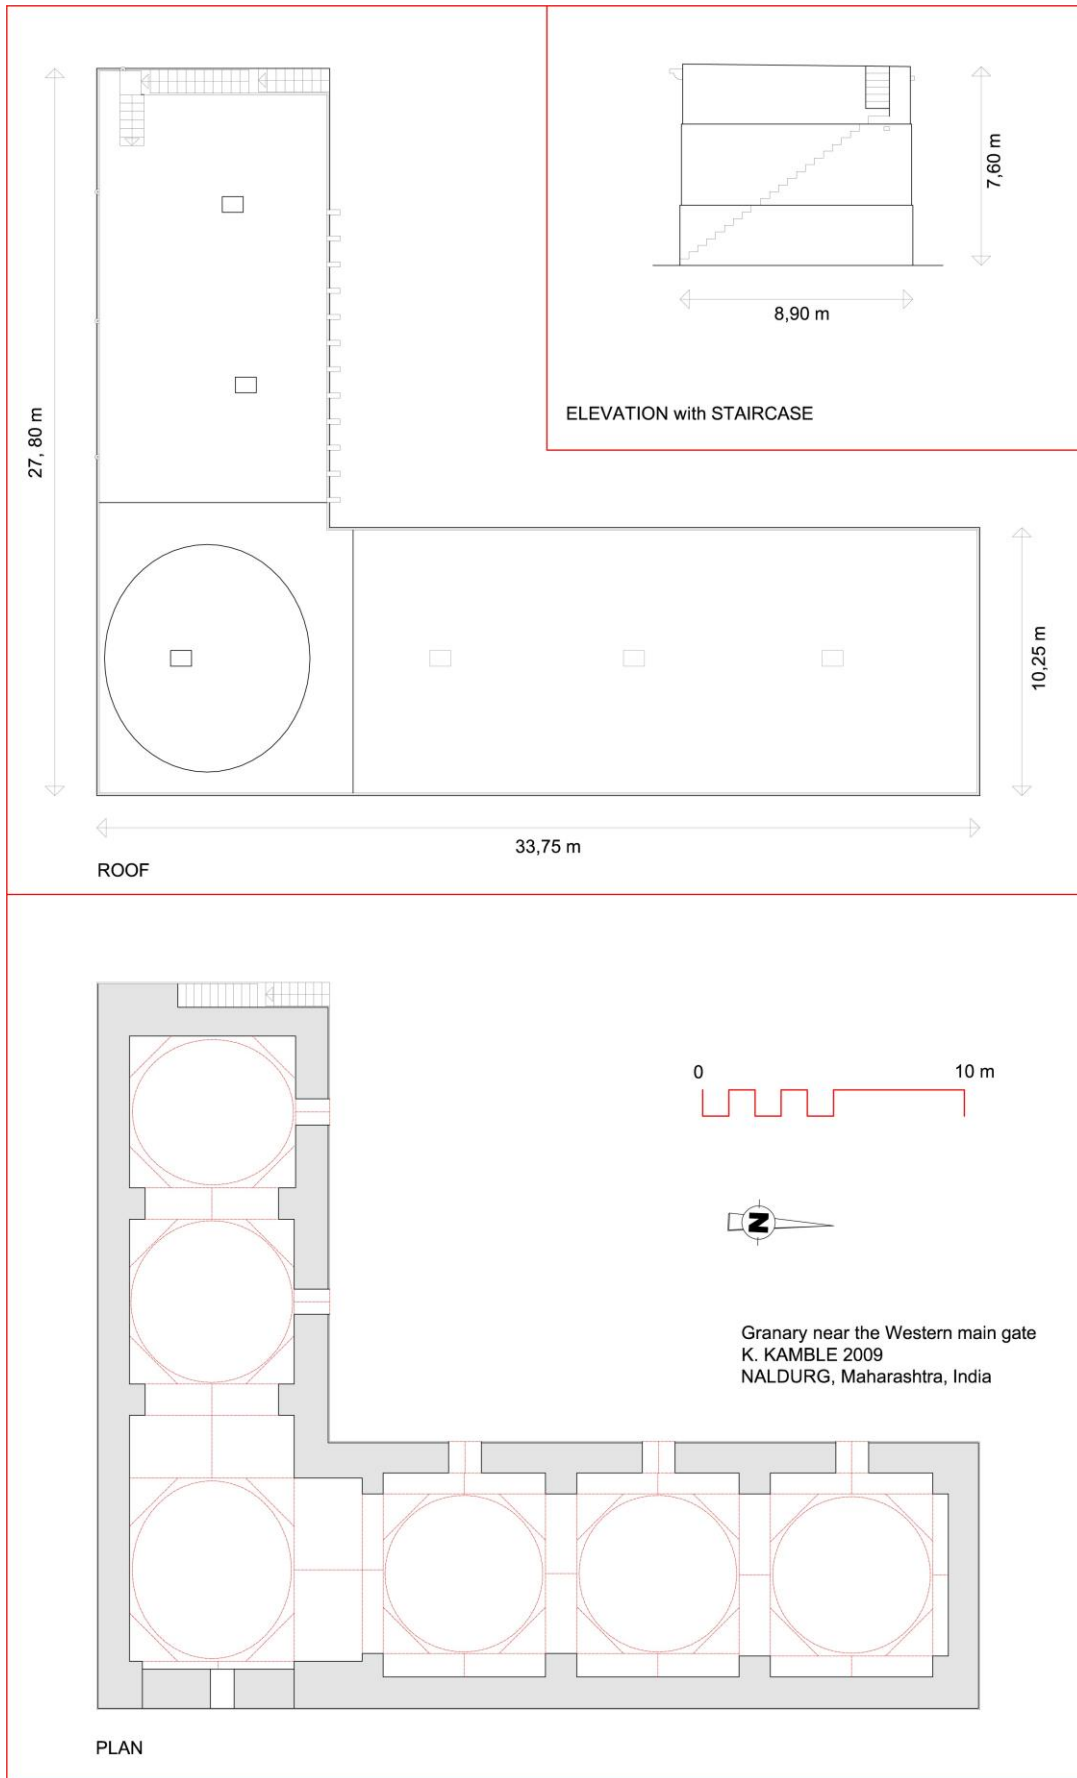 7,60 m
8,90 m
ELEVATION with STAIRCASE
27, 80 m
10,25 m
33,75 m
ROOF
0 10 m
N
Granary near the Western main gate
K. KAMBLE 2009
NALDURG, Maharashtra, India
PLAN